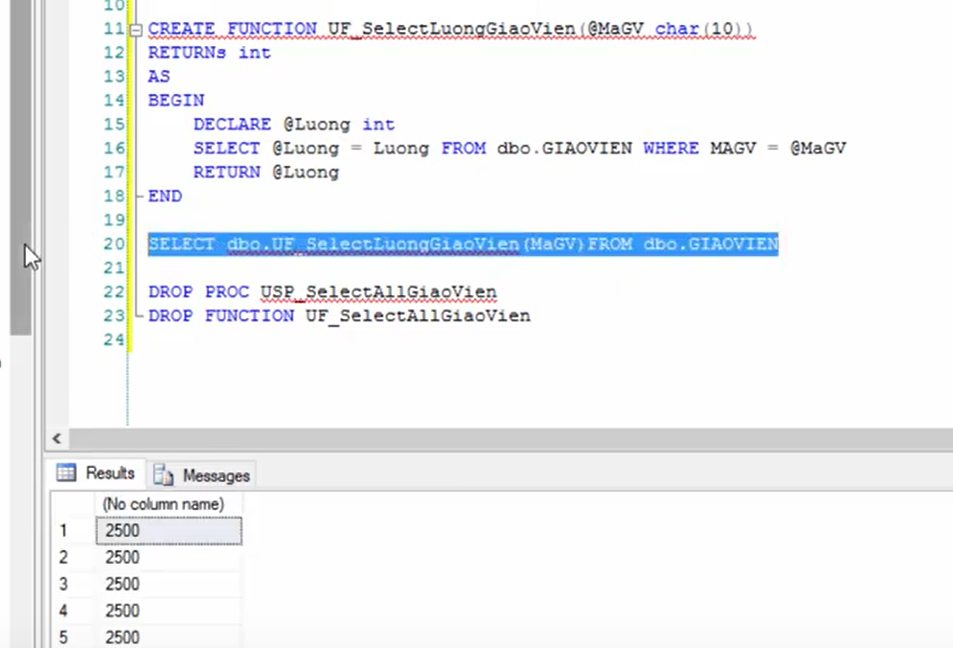 10
11 CREATE FUNCTION UF_SelectLuongGiaoVien(@MaGV char(10))
12 RETURNs int
13 AS
14 BEGIN
15 DECLARE @Luong int
16 SELECT @Luong = Luong FROM dbo.GIAOVIEN WHERE MAGV = @MaGV
17 RETURN @Luong
18 END
19
20 SELECT dbo.UF_SelectLuongGiaoVien(MaGV)FROM dbo.GIAOVIEN
21
22 DROP PROC USP_SelectAllGiaoVien
23 DROP FUNCTION UF_SelectAllGiaoVien
24
Results Messages
(No column name)
1 2500
2 2500
3 2500
4 2500
5 2500